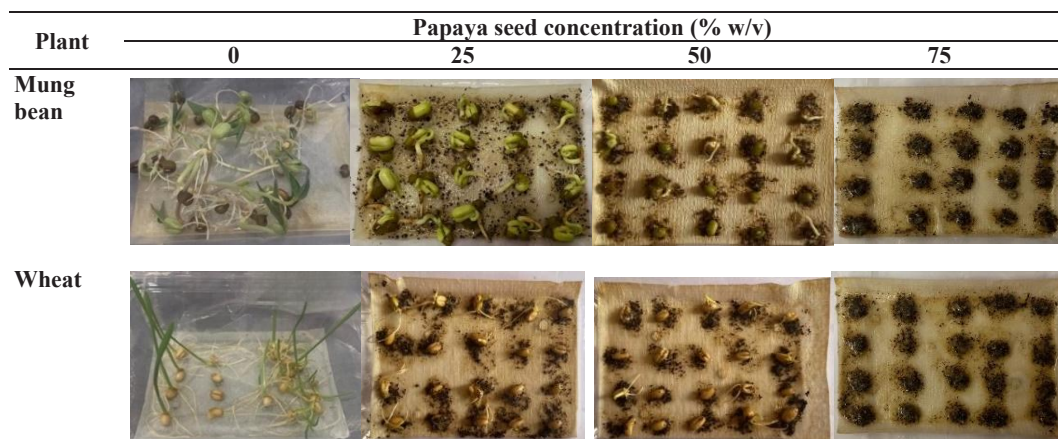 Plant
Papaya seed concentration (% w/v)
0 25 50 75
Mung
bean
Wheat